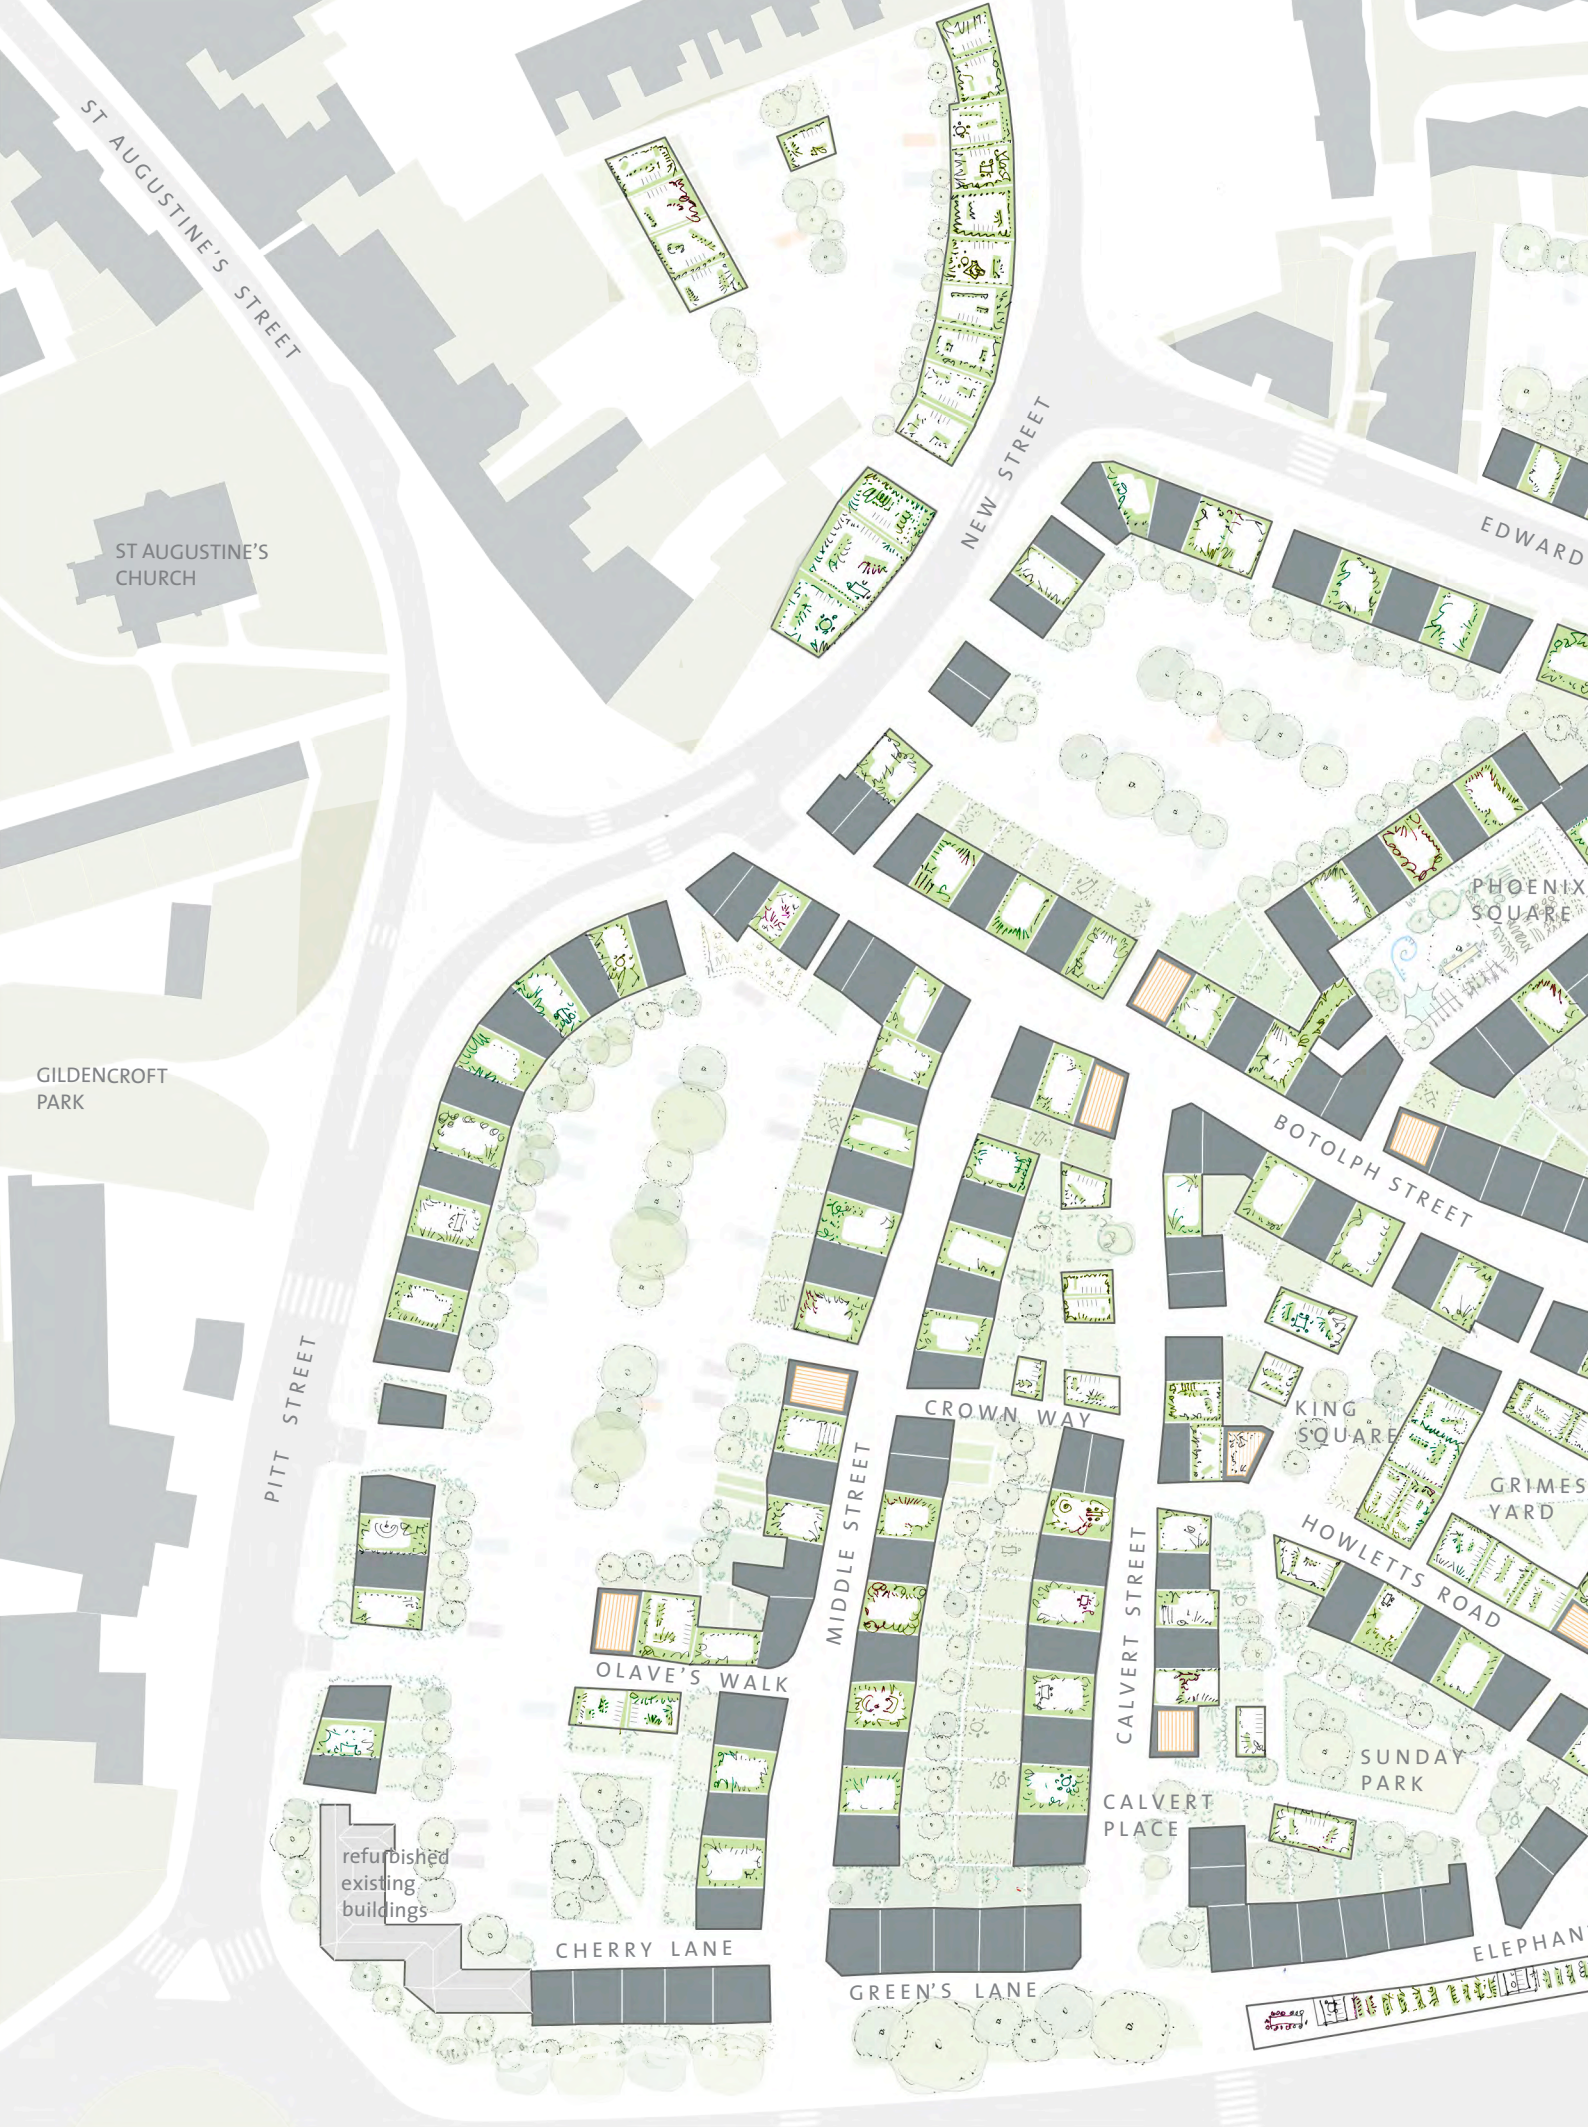 ST AUGUSTINE'S STREET
NEW STREET
EDWARD
ST AUGUSTINE'S
CHURCH
PHOENIX
SQUARE
GILDENCROFT
PARK
BOTOLPH STREET
PITT STREET
CROWN WAY
KING
SQUARE
MIDDLE STREET
GRIMES
YARD
HOWLETTS ROAD
CALVERT STREET
OLAVE'S WALK
SUNDAY
PARK
CALVERT
PLACE
refurbished
existing
buildings
CHERRY LANE
GREEN'S LANE
ELEPHAN